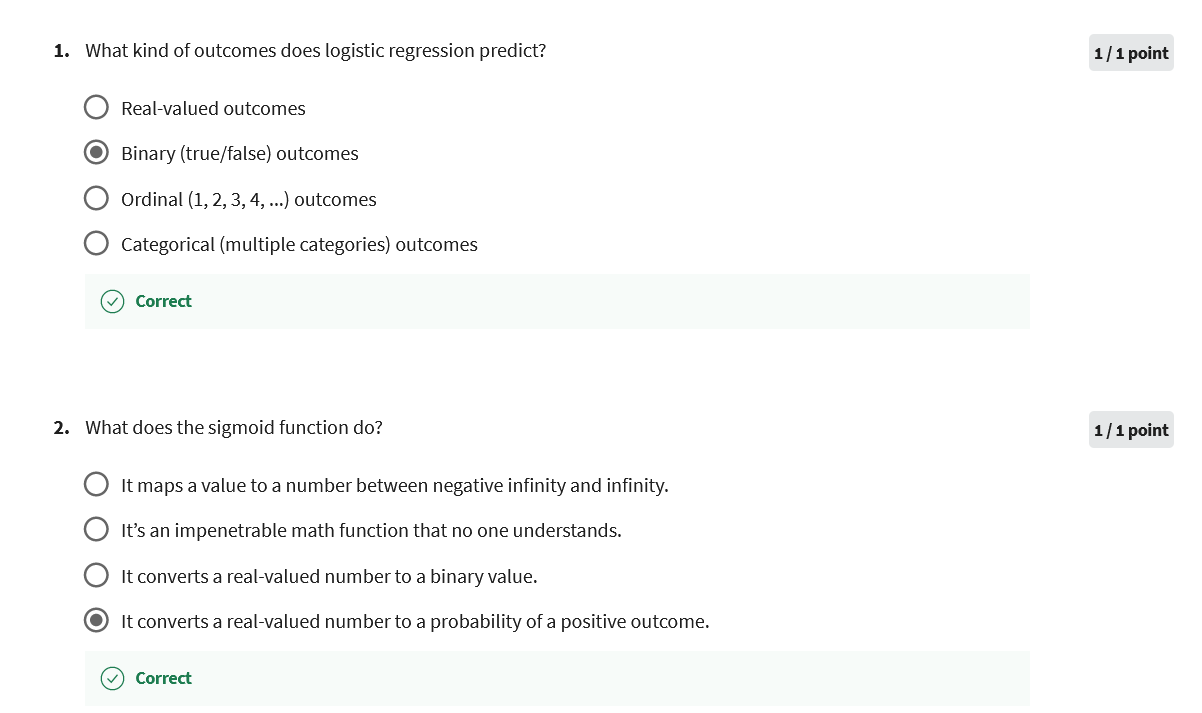 1. What kind of outcomes does logistic regression predict?
1 / 1 point
Real-valued outcomes
Binary (true/false) outcomes
Ordinal (1, 2, 3, 4, ...) outcomes
Categorical (multiple categories) outcomes
Correct
2. What does the sigmoid function do?
1 / 1 point
It maps a value to a number between negative infinity and infinity.
It’s an impenetrable math function that no one understands.
It converts a real-valued number to a binary value.
It converts a real-valued number to a probability of a positive outcome.
Correct